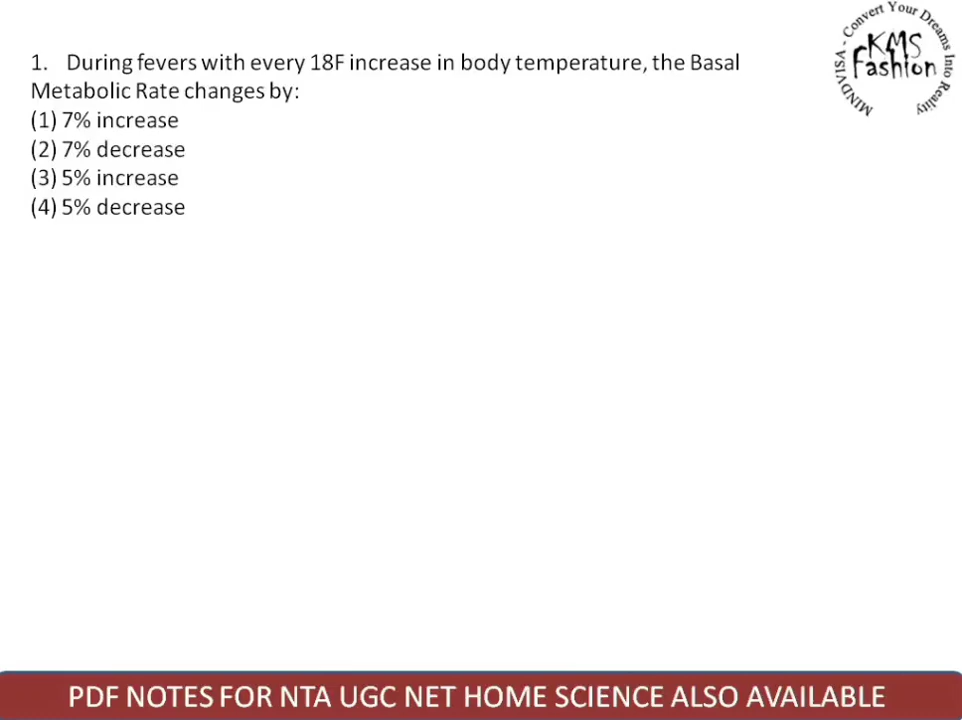 1. During fevers with every 18F increase in body temperature, the Basal
Metabolic Rate changes by:
(1) 7% increase
(2) 7% decrease
(3) 5% increase
(4) 5% decrease
MINDVISA - Convert Your Dreams Into Reality
KMS
Fashion
PDF NOTES FOR NTA UGC NET HOME SCIENCE ALSO AVAILABLE